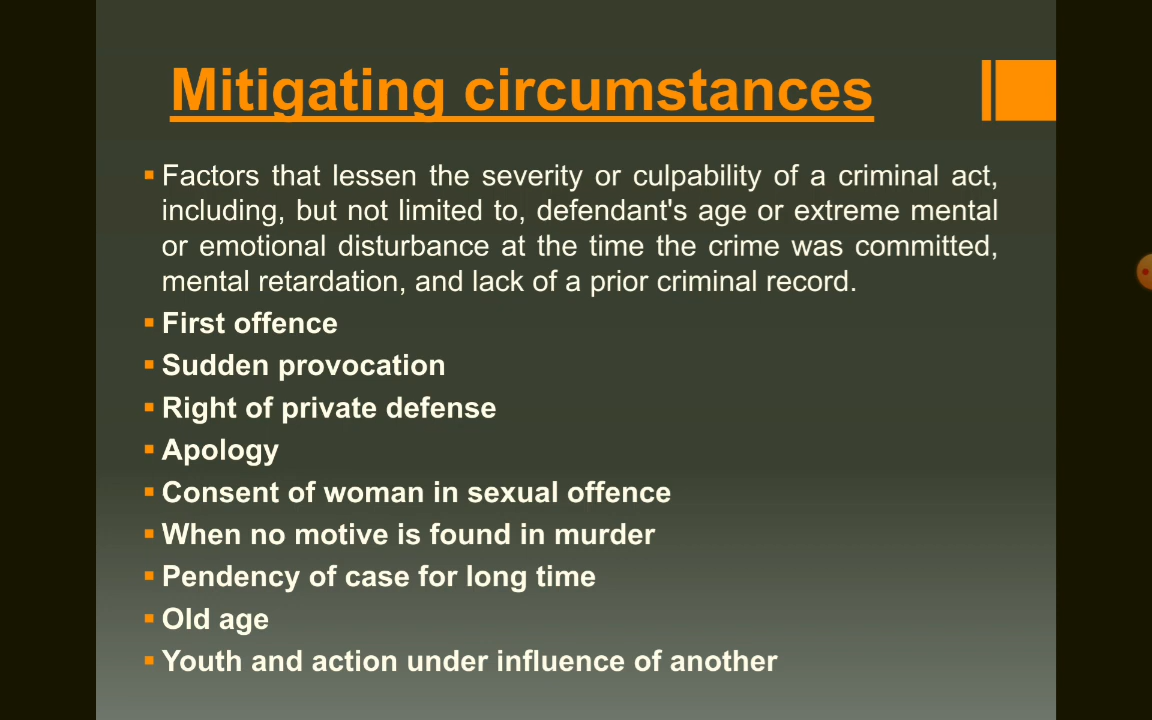 Mitigating circumstances
Factors that lessen the severity or culpability of a criminal act,
including, but not limited to, defendant's age or extreme mental
or emotional disturbance at the time the crime was committed,
mental retardation, and lack of a prior criminal record.
First offence
Sudden provocation
Right of private defense
Apology
Consent of woman in sexual offence
When no motive is found in murder
Pendency of case for long time
Old age
Youth and action under influence of another